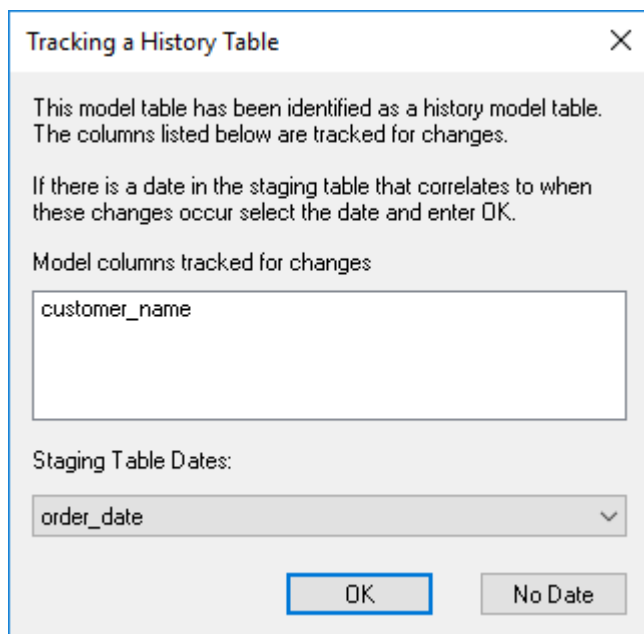 Tracking a History Table
This model table has been identified as a history model table.
The columns listed below are tracked for changes.
If there is a date in the staging table that correlates to when
these changes occur select the date and enter OK.
Model columns tracked for changes
customer_name
Staging Table Dates:
order_date
OK
No Date